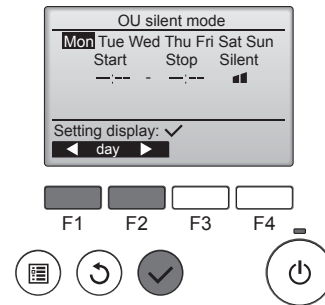 OU silent mode
Mon Tue Wed Thu Fri Sat Sun
Start Stop Silent
--:-- - --:--
Setting display: ✓
◀ day ▶
F1 F2 F3 F4